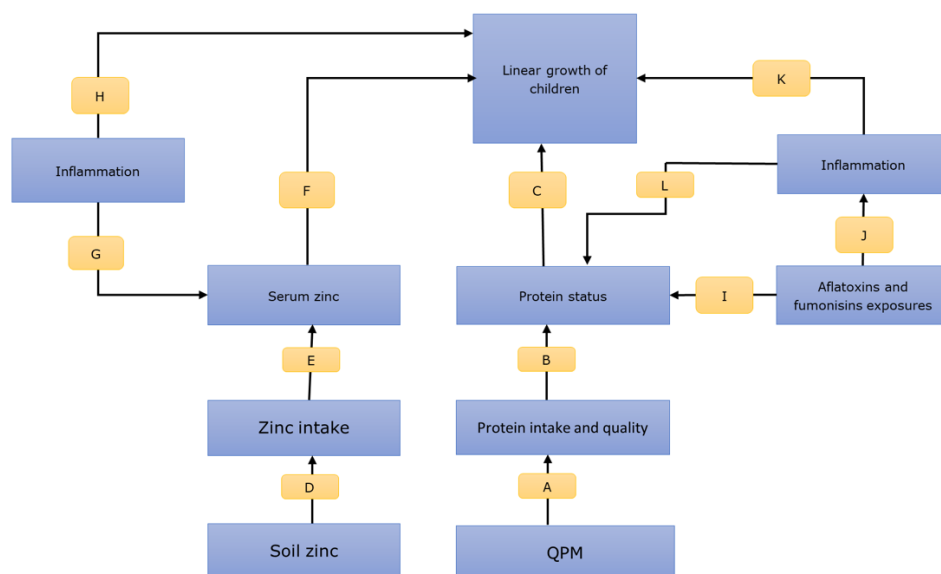 Linear growth of
children
H
K
Inflammation
Inflammation
F
C
L
G
J
Serum zinc
Protein status
I
Aflatoxins and
fumonisins exposures
E
B
Zinc intake
Protein intake and quality
D
A
Soil zinc
QPM